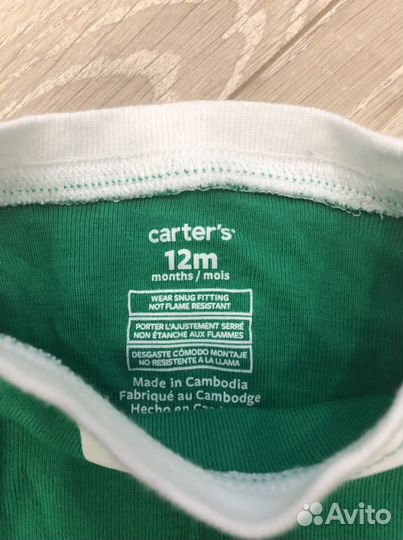 carter's
12m
months / mois
WEAR SNUG FITTING
NOT FLAME RESISTANT
PORTER L'AJUSTEMENT SERRÉ
NON ÉTANCHE AUX FLAMMES
DESGASTE CÓMODO MONTAJE
NO RESISTENTE A LA LLAMA
Made in Cambodia
Fabriqué au Cambodge
Hecho en
Avito